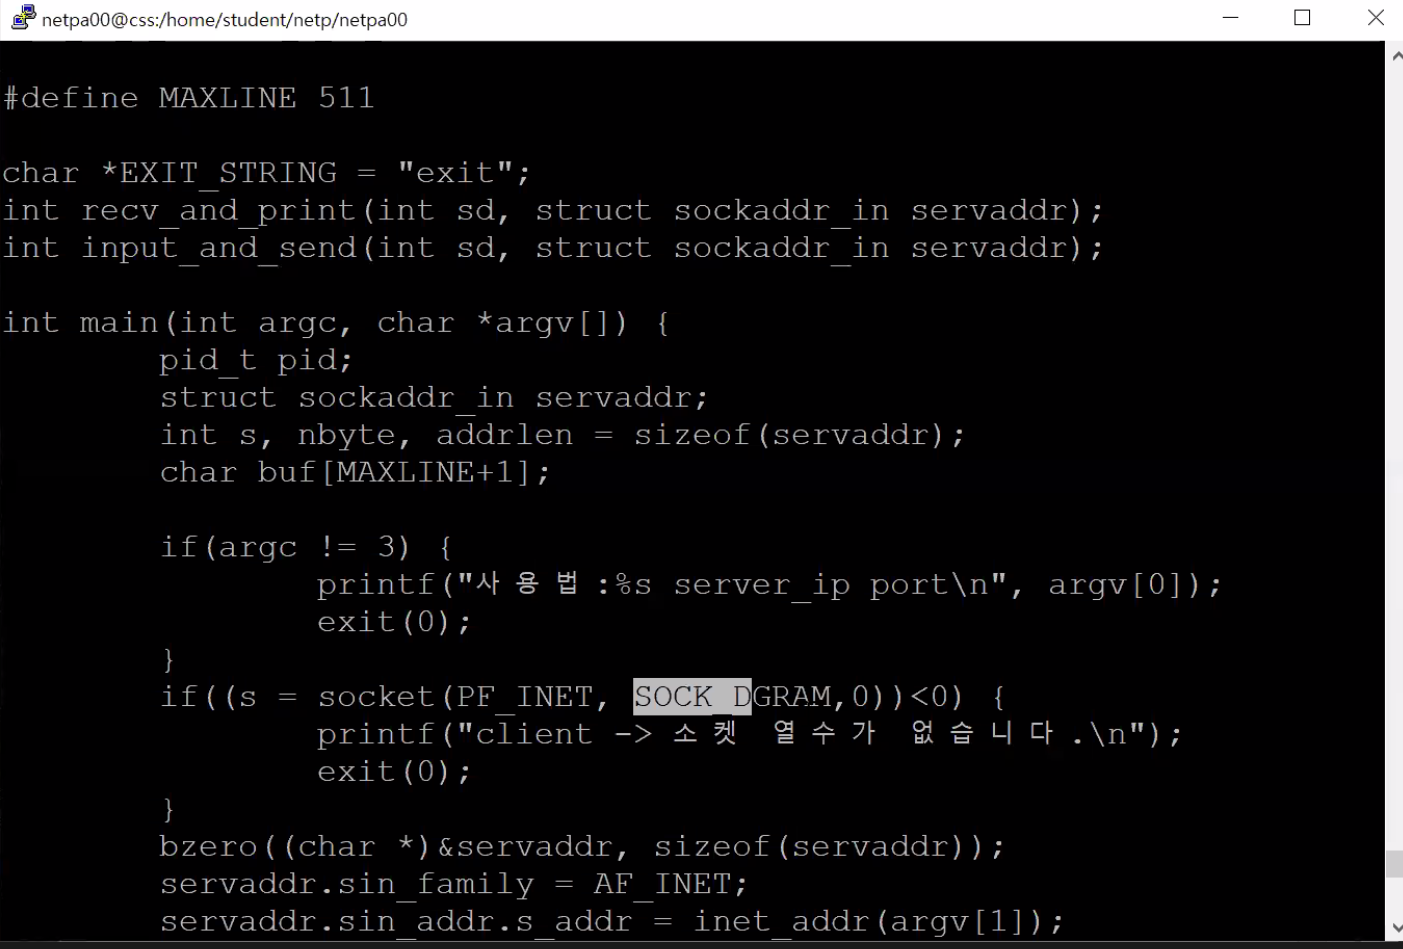 netpa00@css:/home/student/netp/netpa00
#define MAXLINE 511
char *EXIT_STRING = "exit";
int recv_and_print(int sd, struct sockaddr_in servaddr);
int input_and_send(int sd, struct sockaddr_in servaddr);
int main(int argc, char *argv[]) {
pid_t pid;
struct sockaddr_in servaddr;
int s, nbyte, addrlen = sizeof(servaddr);
char buf[MAXLINE+1];
if(argc != 3) {
printf("사용법:%s server_ip port\n", argv[0]);
exit(0);
}
if((s = socket(PF_INET, SOCK_DGRAM,0))<0) {
printf("client -> 소켓 열수가 없습니다.\n");
exit(0);
}
bzero((char *)&servaddr, sizeof(servaddr));
servaddr.sin_family = AF_INET;
servaddr.sin_addr.s_addr = inet_addr(argv[1]);